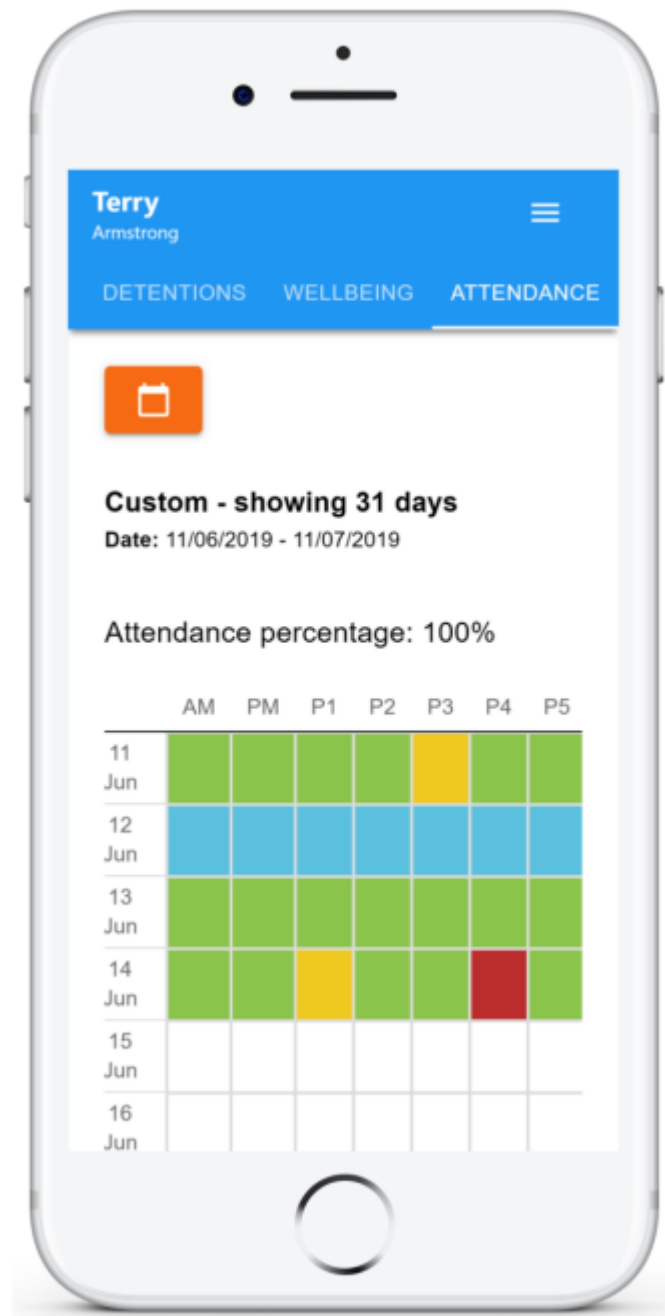 Terry
Armstrong
DETENTIONS WELLBEING ATTENDANCE
Custom - showing 31 days
Date: 11/06/2019 - 11/07/2019
Attendance percentage: 100%
AM PM P1 P2 P3 P4 P5
11
Jun
12
Jun
13
Jun
14
Jun
15
Jun
16
Jun